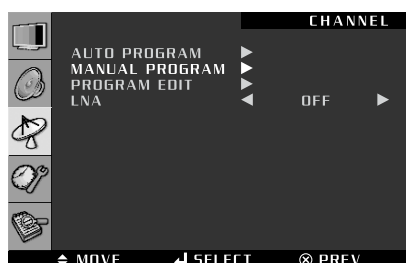 CHANNEL
AUTO PROGRAM
MANUAL PROGRAM
PROGRAM EDIT
LNA OFF
MOVE SELECT PREV